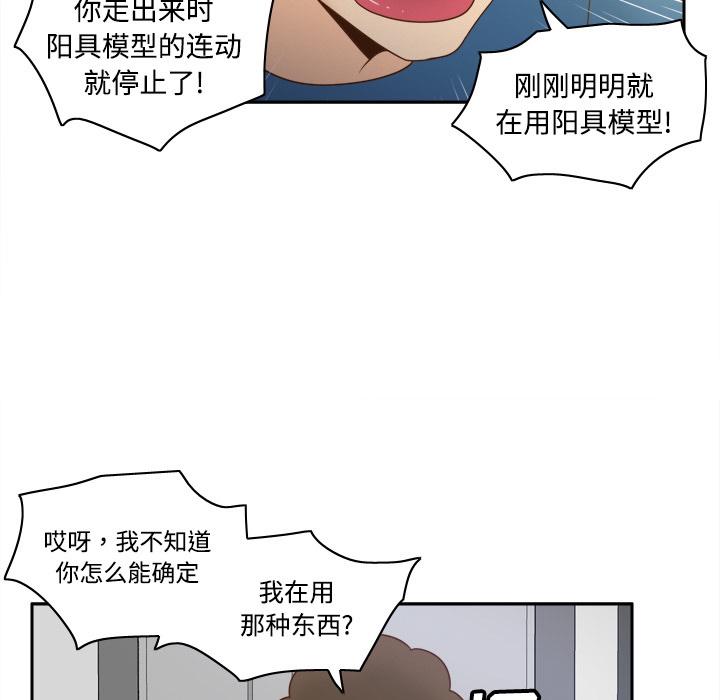 你走出来时
阳具模型的连动
就停止了!
刚刚明明就
在用阳具模型!
哎呀，我不知道
你怎么能确定
我在用
那种东西?